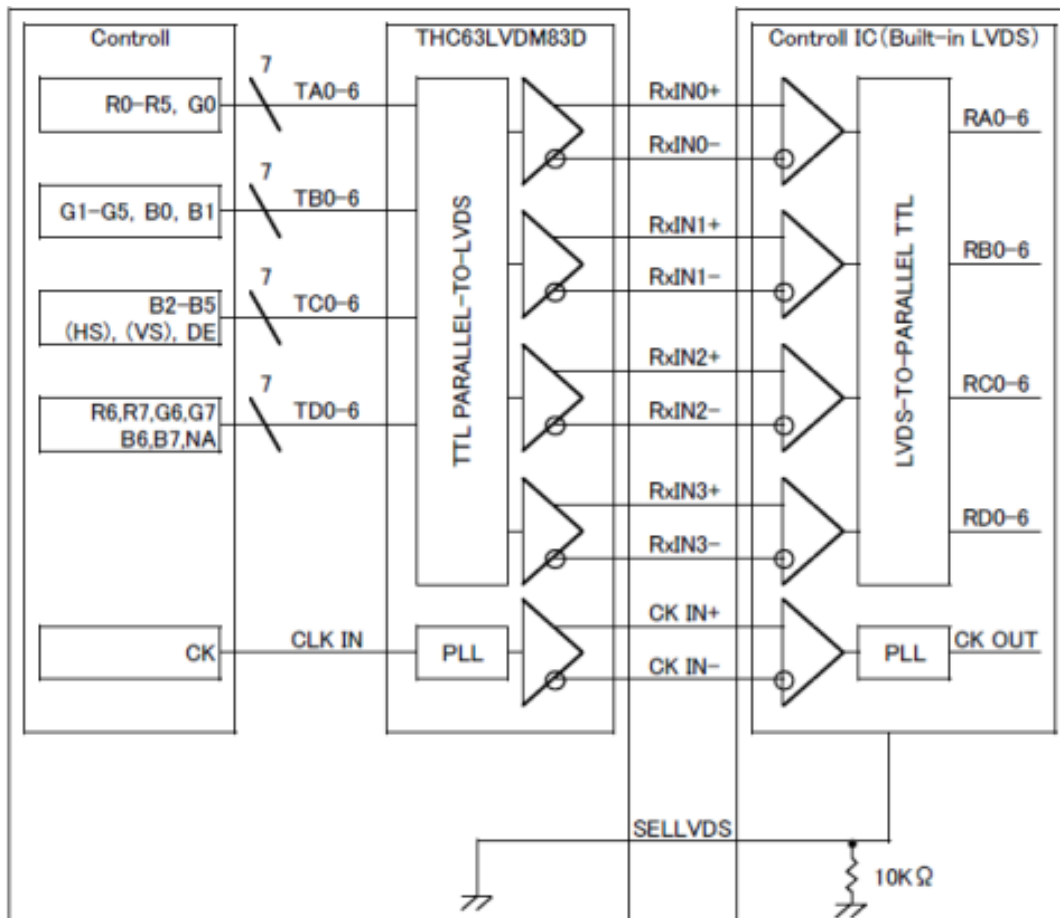 Controll
THC63LVDM83D
Controll IC(Built-in LVDS)
7
R0-R5, G0
TA0-6
RxIN0+
RxIN0-
RA0-6
7
G1-G5, B0, B1
TB0-6
RxIN1+
RxIN1-
RB0-6
7
B2-B5
(HS), (VS), DE
TC0-6
RxIN2+
RxIN2-
RC0-6
7
R6,R7,G6,G7
B6,B7,NA
TD0-6
RxIN3+
RxIN3-
RD0-6
TTL PARALLEL-TO-LVDS
LVDS-TO-PARALLEL TTL
CK
CLK IN
PLL
CK IN+
CK IN-
PLL
CK OUT
SELLVDS
10KΩ